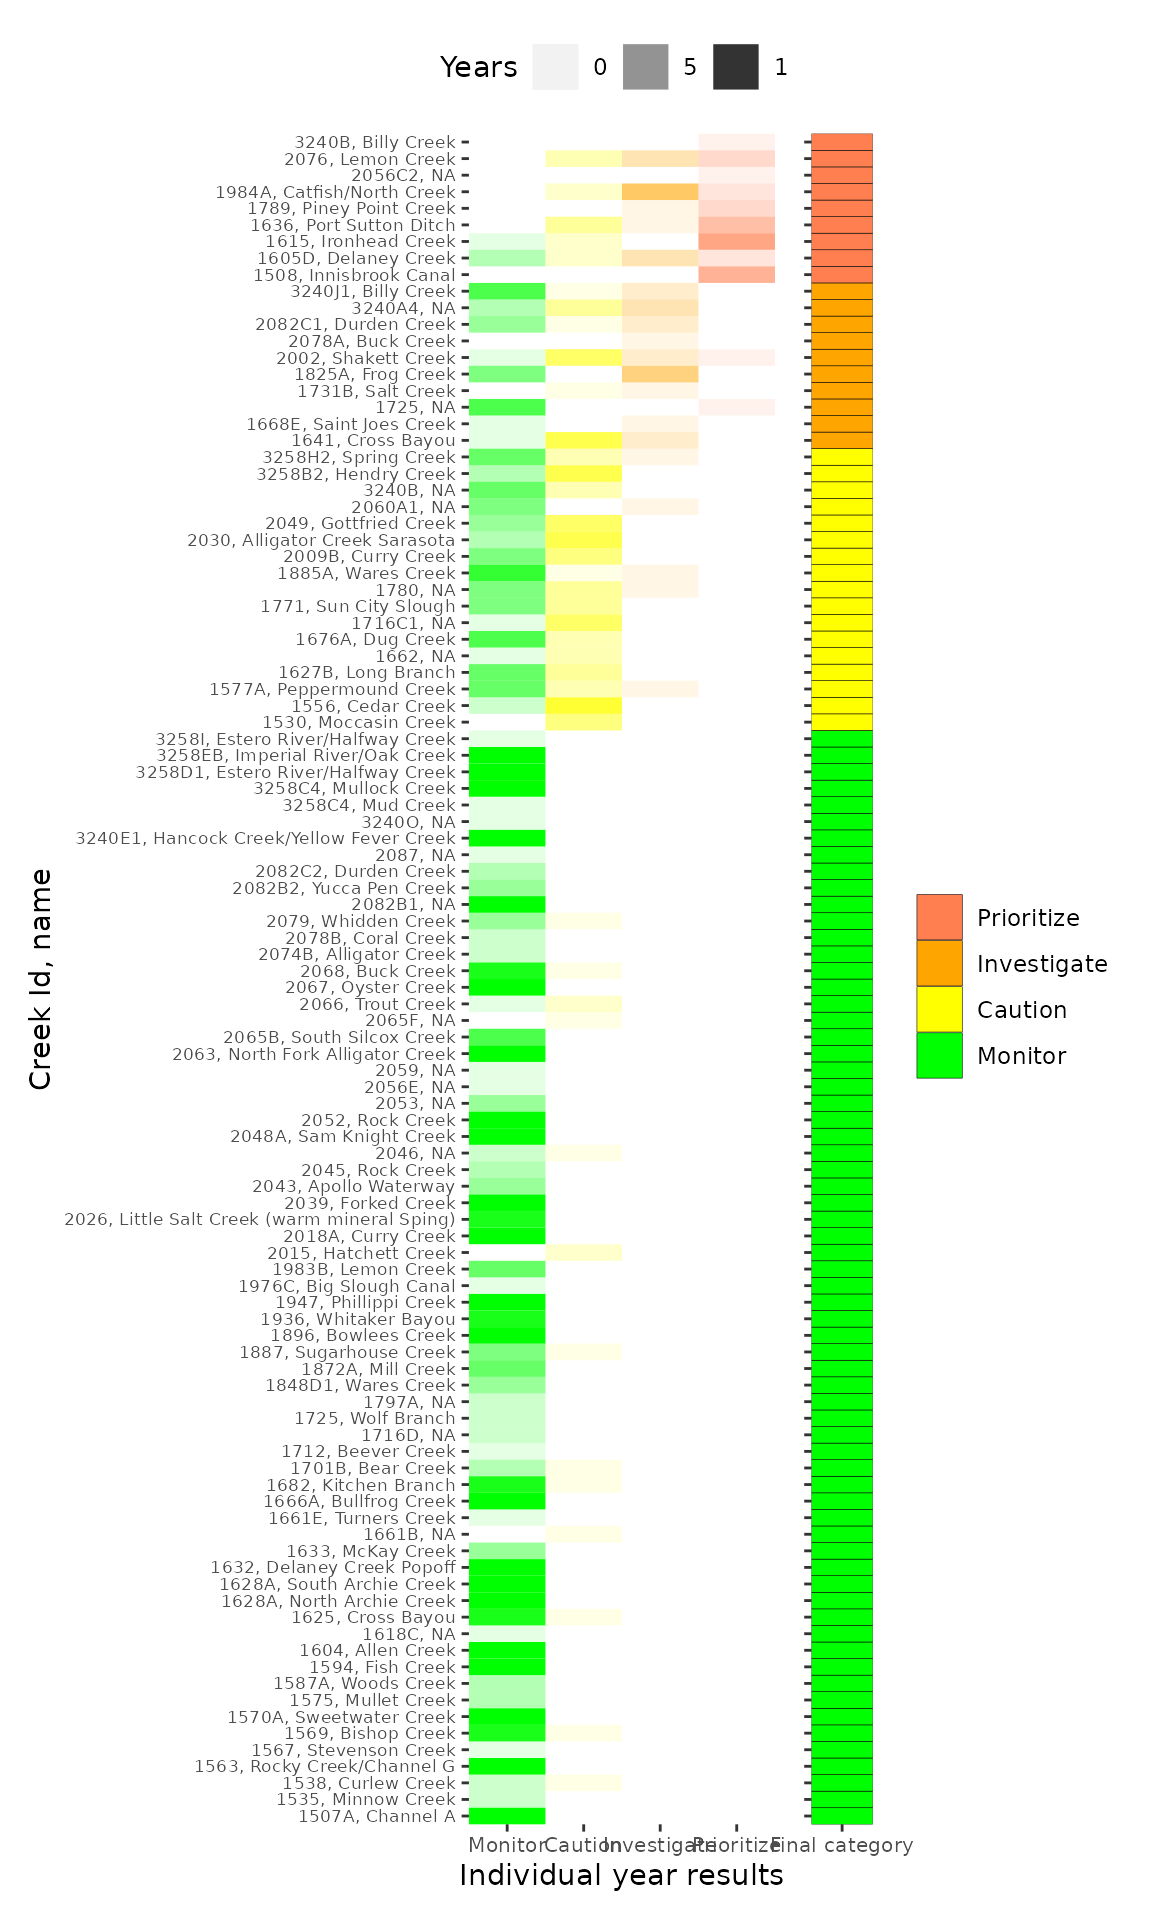 Years 0 5 1
3240B, Billy Creek
2076, Lemon Creek
2056C2, NA
1984A, Catfish/North Creek
1789, Piney Point Creek
1636, Port Sutton Ditch
1615, Ironhead Creek
1605D, Delaney Creek
1508, Innisbrook Canal
3240J1, Billy Creek
3240A4, NA
2082C1, Durden Creek
2078A, Buck Creek
2002, Shakett Creek
1825A, Frog Creek
1731B, Salt Creek
1725, NA
1668E, Saint Joes Creek
1641, Cross Bayou
3258H2, Spring Creek
3258B2, Hendry Creek
3240B, NA
2060A1, NA
2049, Gottfried Creek
2030, Alligator Creek Sarasota
2009B, Curry Creek
1885A, Wares Creek
1780, NA
1771, Sun City Slough
1716C1, NA
1676A, Dug Creek
1662, NA
1627B, Long Branch
1577A, Peppermound Creek
1556, Cedar Creek
1530, Moccasin Creek
3258I, Estero River/Halfway Creek
3258EB, Imperial River/Oak Creek
3258D1, Estero River/Halfway Creek
3258C4, Mullock Creek
3258C4, Mud Creek
3240O, NA
3240E1, Hancock Creek/Yellow Fever Creek
2087, NA
2082C2, Durden Creek
2082B2, Yucca Pen Creek
2082B1, NA
2079, Whidden Creek
2078B, Coral Creek
2074B, Alligator Creek
2068, Buck Creek
2067, Oyster Creek
2066, Trout Creek
2065F, NA
2065B, South Silcox Creek
2063, North Fork Alligator Creek
2059, NA
2056E, NA
2053, NA
2052, Rock Creek
2048A, Sam Knight Creek
2046, NA
2045, Rock Creek
2043, Apollo Waterway
2039, Forked Creek
2026, Little Salt Creek (warm mineral Sping)
2018A, Curry Creek
2015, Hatchett Creek
1983B, Lemon Creek
1976C, Big Slough Canal
1947, Phillippi Creek
1936, Whitaker Bayou
1896, Bowlees Creek
1887, Sugarhouse Creek
1872A, Mill Creek
1848D1, Wares Creek
1797A, NA
1725, Wolf Branch
1716D, NA
1712, Beever Creek
1701B, Bear Creek
1682, Kitchen Branch
1666A, Bullfrog Creek
1661E, Turners Creek
1661B, NA
1633, McKay Creek
1632, Delaney Creek Popoff
1628A, South Archie Creek
1628A, North Archie Creek
1625, Cross Bayou
1618C, NA
1604, Allen Creek
1594, Fish Creek
1587A, Woods Creek
1575, Mullet Creek
1570A, Sweetwater Creek
1569, Bishop Creek
1567, Stevenson Creek
1563, Rocky Creek/Channel G
1538, Curlew Creek
1535, Minnow Creek
1507A, Channel A
Creek Id, name
Monitor Caution Investigate Prioritize Final category
Individual year results
Prioritize
Investigate
Caution
Monitor